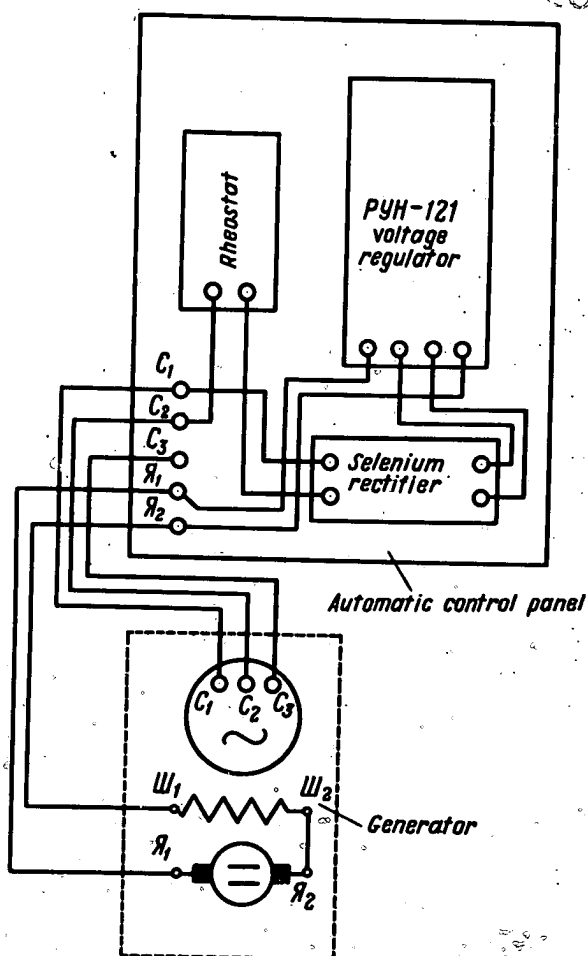 Rheostat
РУН-121
voltage
regulator
C₁
C₂
C₃
Я₁
Я₂
Selenium
rectifier
Automatic control panel
C₁ C₂ C₃
Ш₁ Ш₂
Generator
Я₁
Я₂